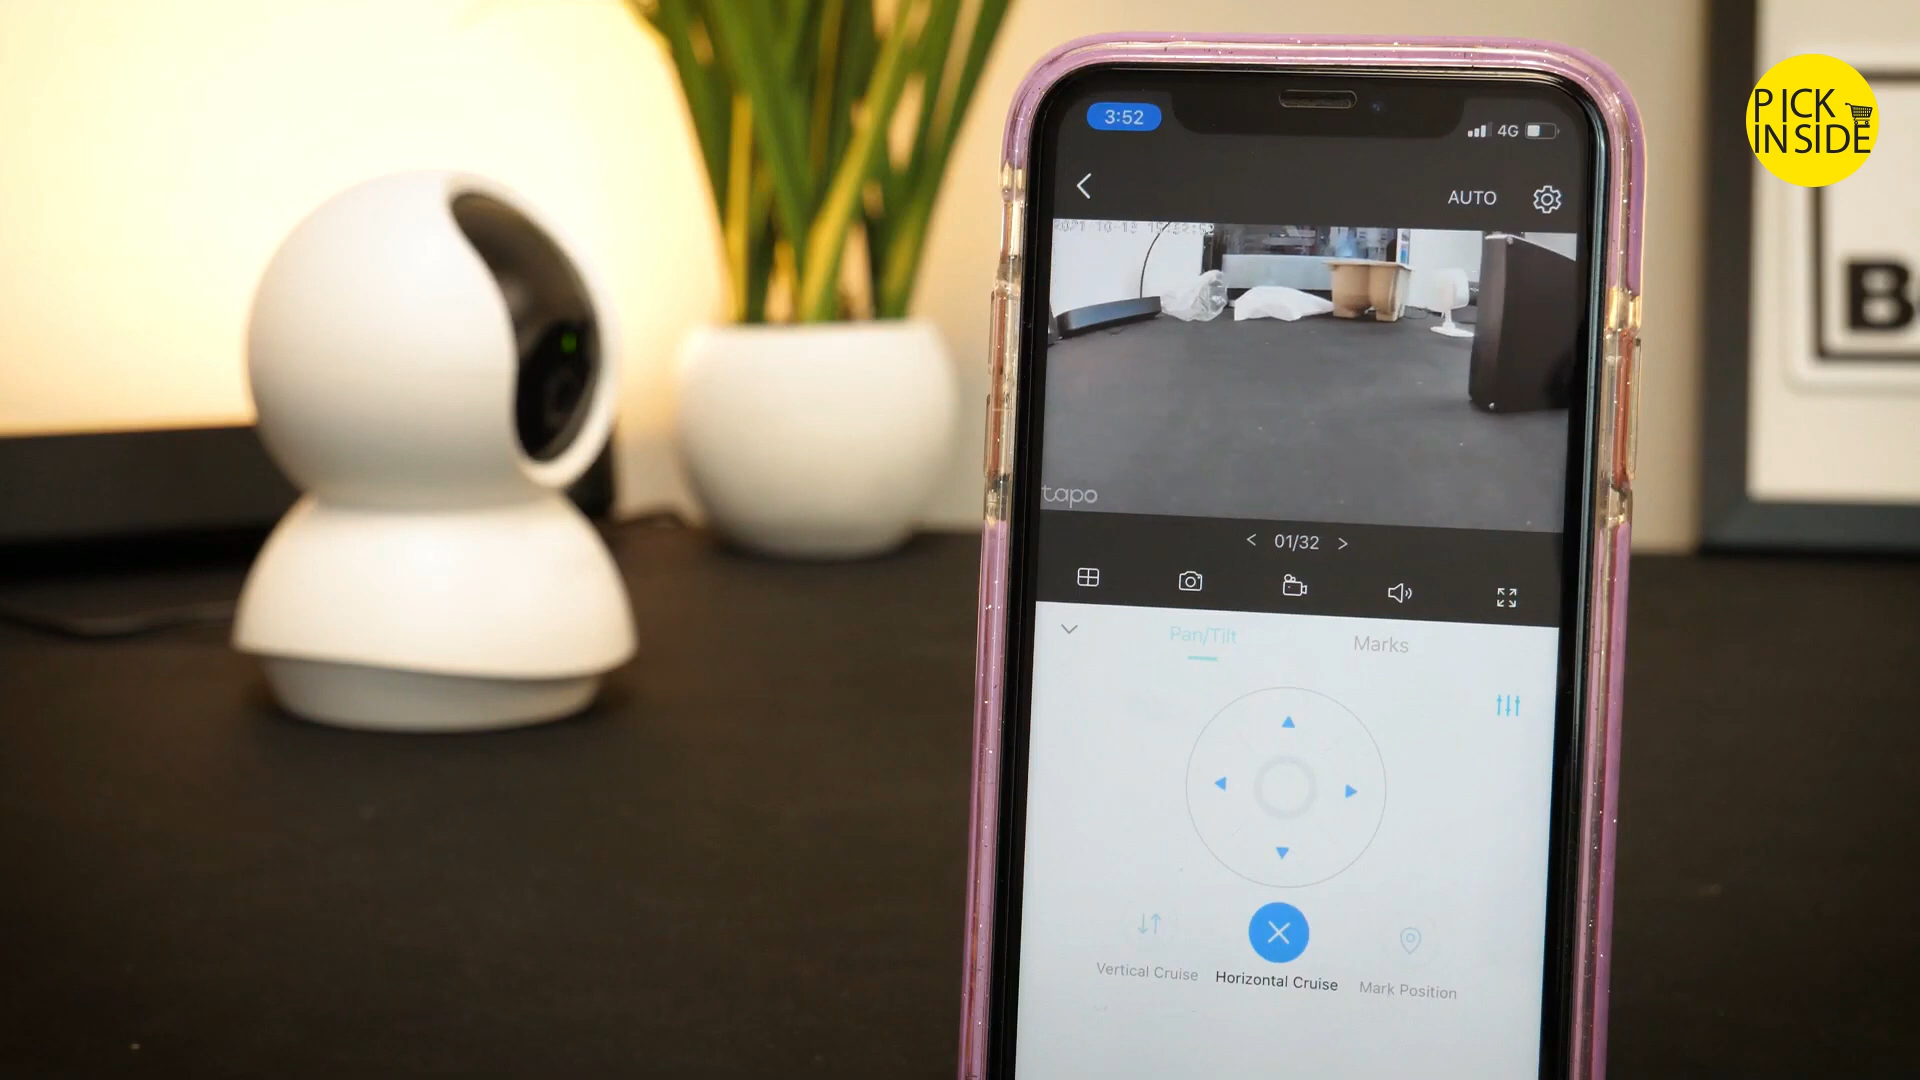 PICK
INSIDE
3:52
4G
AUTO
tapo
01/32
Pan/Tilt
Marks
Vertical Cruise
Horizontal Cruise
Mark Position
B